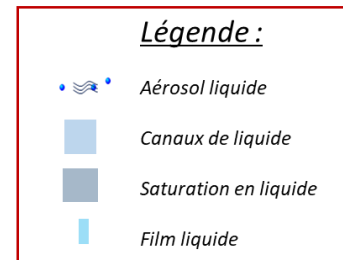 Légende :
Aérosol liquide
Canaux de liquide
Saturation en liquide
Film liquide